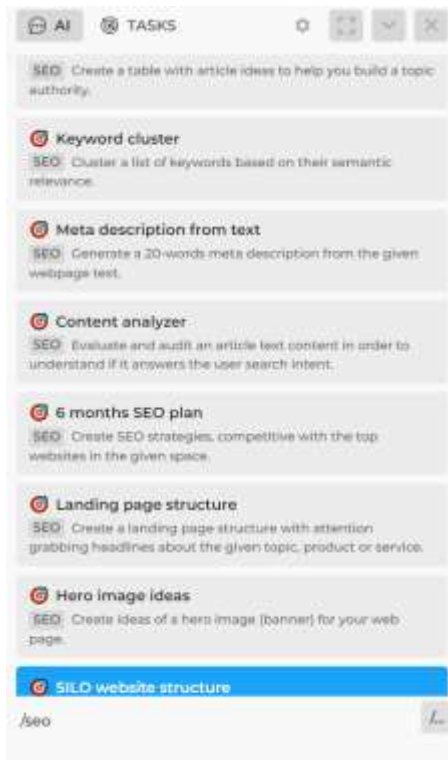 AI TASKS
SEO Create a table with article ideas to help you build a topic
authority.
Keyword cluster
SEO Cluster a list of keywords based on their semantic
relevance.
Meta description from text
SEO Generate a 20-words meta description from the given
webpage text.
Content analyzer
SEO Evaluate and audit an article text content in order to
understand if it answers the user search intent.
6 months SEO plan
SEO Create SEO strategies, competitive with the top
websites in the given space.
Landing page structure
SEO Create a landing page structure with attention
grabbing headlines about the given topic, product or service.
Hero image ideas
SEO Create ideas of a hero image (banner) for your web
page.
SILO website structure
/seo /...